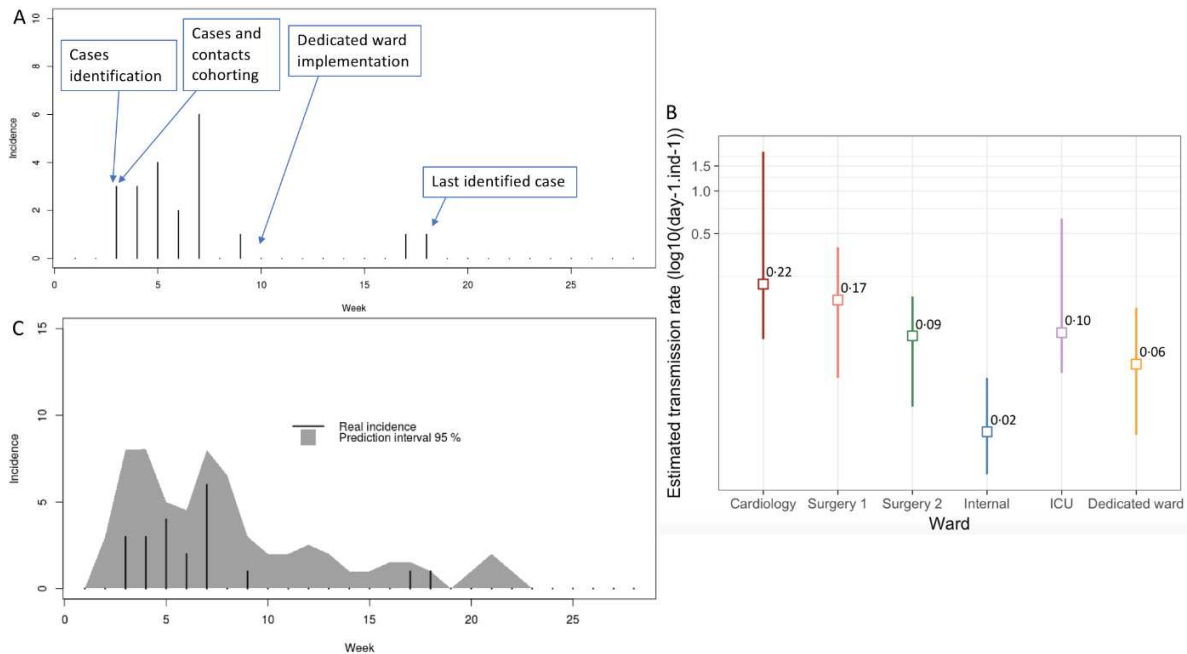 A
10
8
6
4
2
0
Incidence
Cases
identification
Cases and
contacts
cohorting
Dedicated ward
implementation
Last identified case
0
5
10
15
20
25
Week
B
Estimated transmission rate (log10(day-1.ind-1))
1.5
1.0
0.5
0·22
0·17
0·09
0·02
0·10
0·06
Cardiology
Surgery 1
Surgery 2
Internal
ICU
Dedicated ward
Ward
C
15
10
5
0
Incidence
Real incidence
Prediction interval 95 %
0
5
10
15
20
25
Week